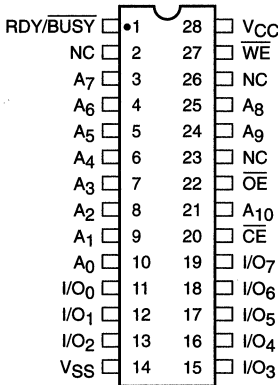 RDY/BUSY 1 28 VCC
NC 2 27 WE
A7 3 26 NC
A6 4 25 A8
A5 5 24 A9
A4 6 23 NC
A3 7 22 OE
A2 8 21 A10
A1 9 20 CE
A0 10 19 I/O7
I/O0 11 18 I/O6
I/O1 12 17 I/O5
I/O2 13 16 I/O4
VSS 14 15 I/O3